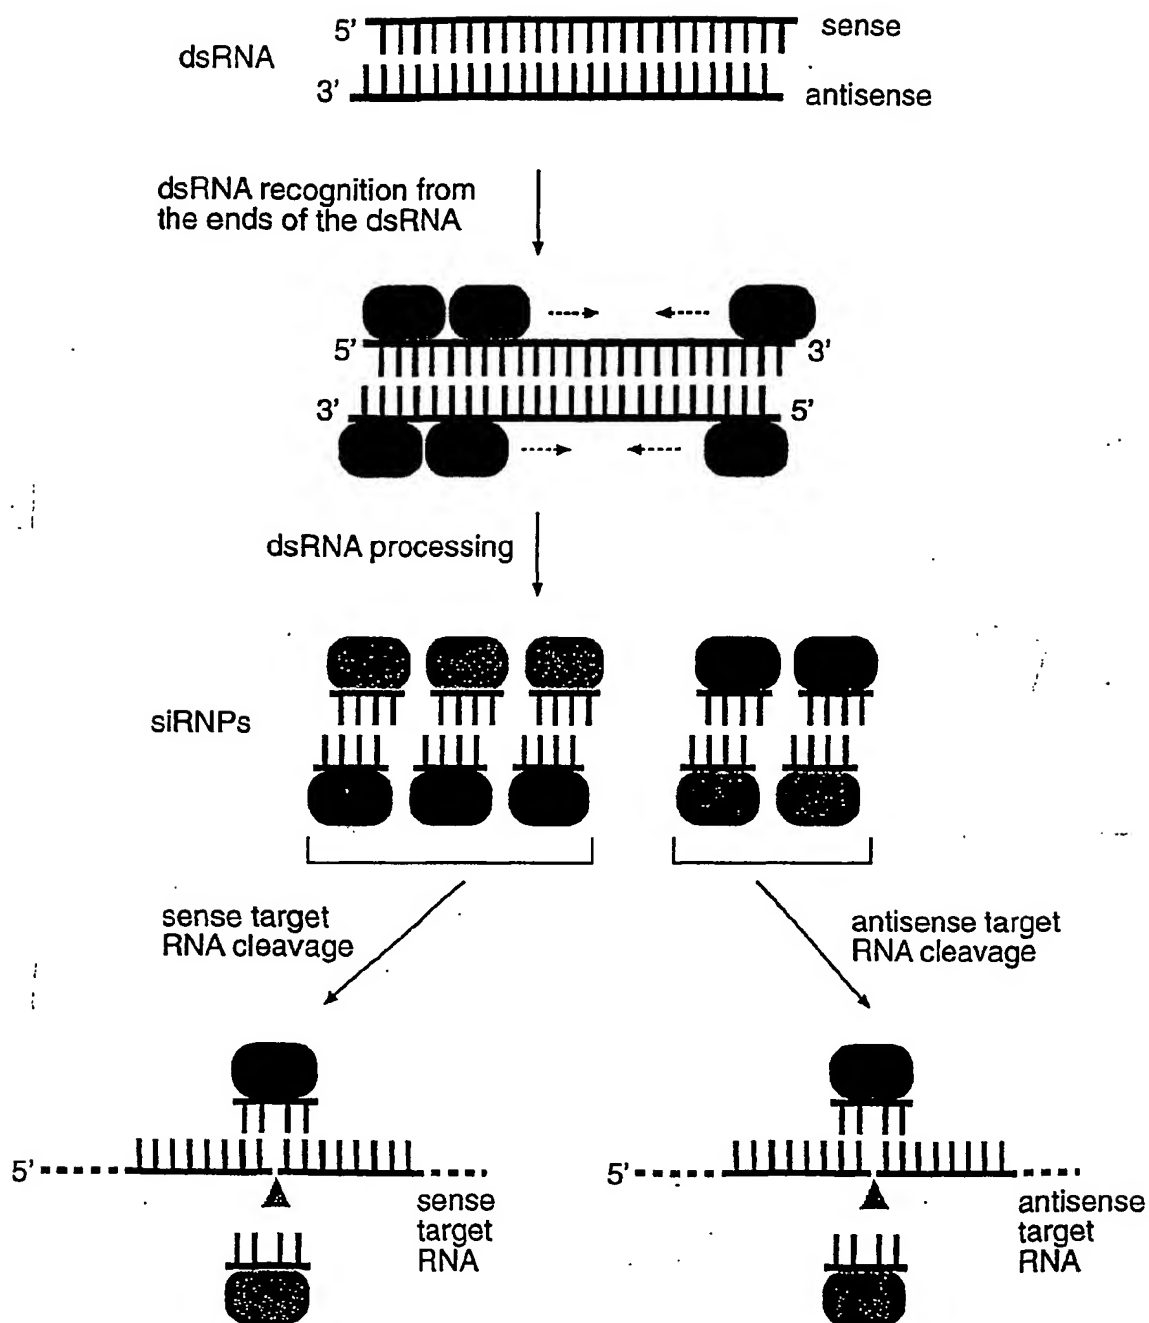 5' sense
dsRNA
3' antisense
dsRNA recognition from
the ends of the dsRNA
5' 3'
3' 5'
dsRNA processing
siRNPs
sense target
RNA cleavage
antisense target
RNA cleavage
5'
sense
target
RNA
5'
antisense
target
RNA